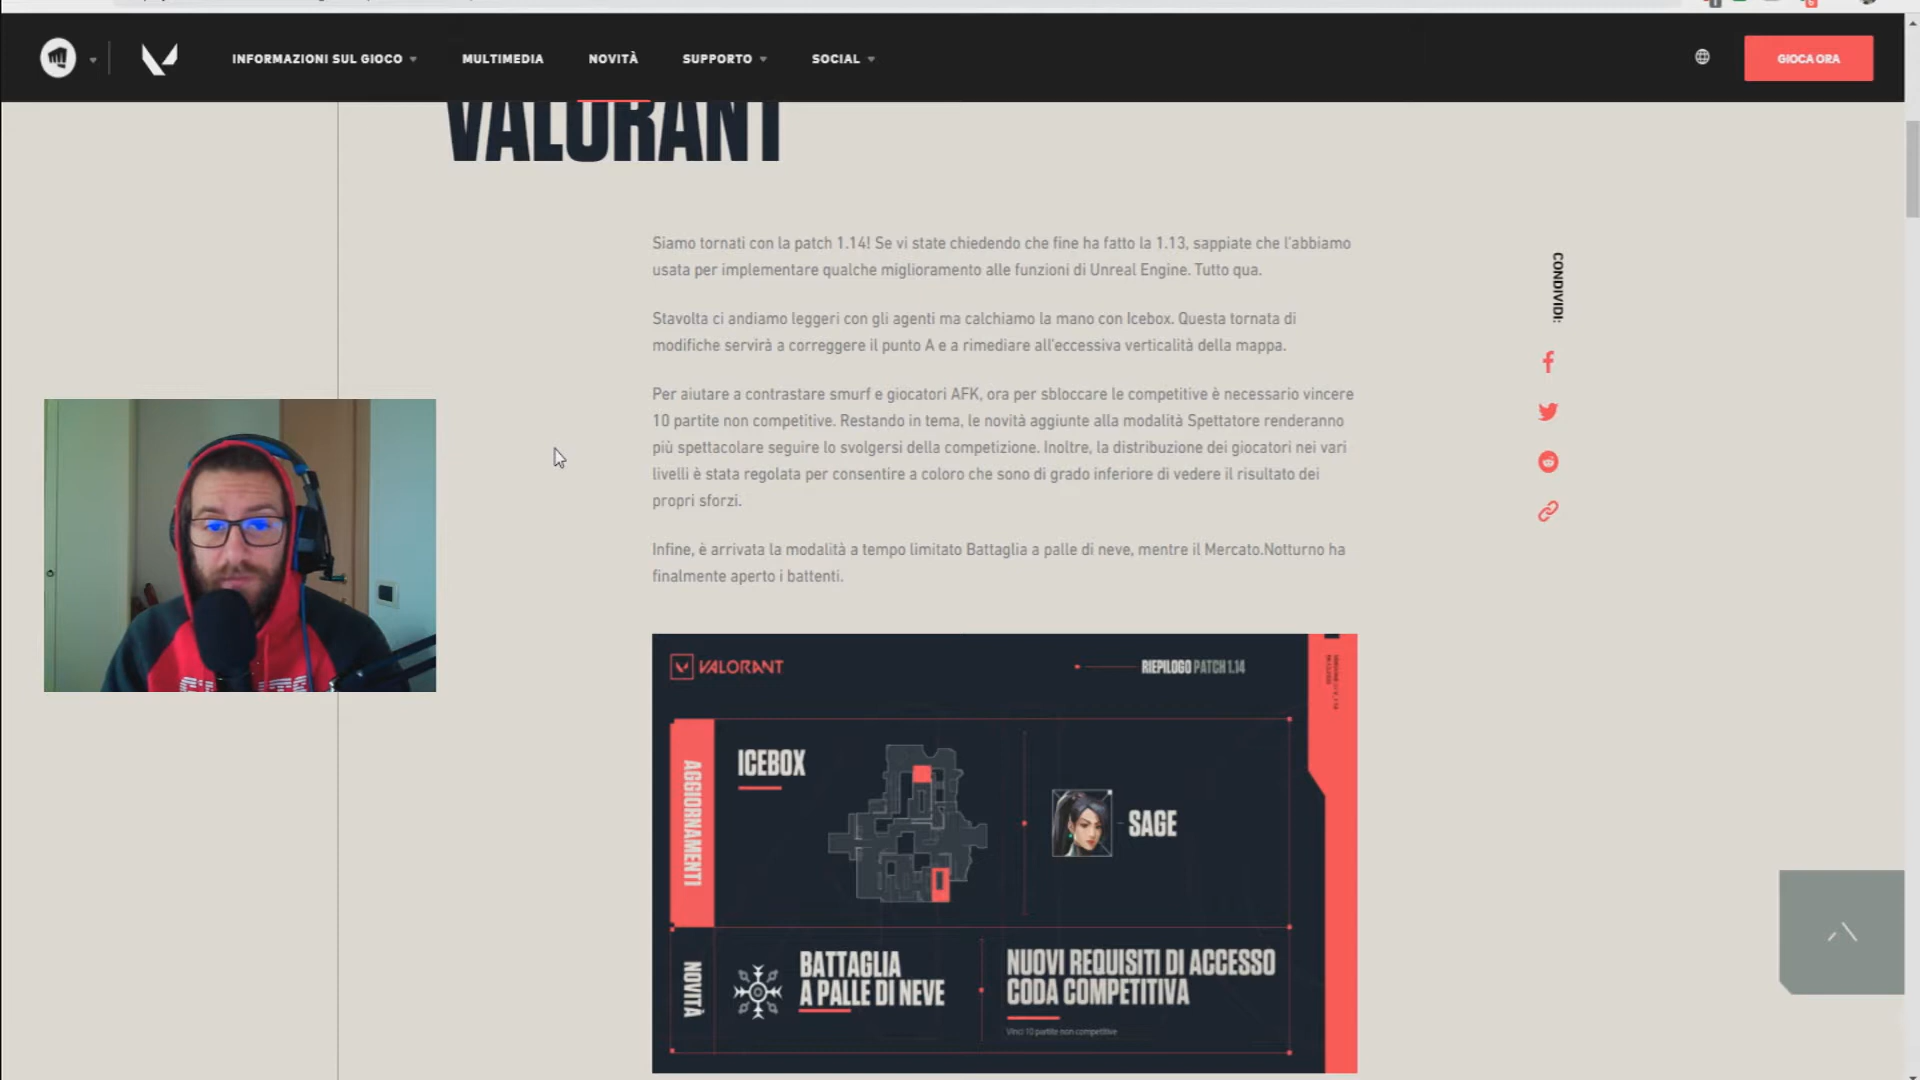 INFORMAZIONI SUL GIOCO
MULTIMEDIA
NOVITÀ
SUPPORTO
SOCIAL
GIOCA ORA
VALORANT
Siamo tornati con la patch 1.14! Se vi state chiedendo che fine ha fatto la 1.13, sappiate che l'abbiamo
usata per implementare qualche miglioramento alle funzioni di Unreal Engine. Tutto qua.
Stavolta ci andiamo leggeri con gli agenti ma calchiamo la mano con Icebox. Questa tornata di
modifiche servirà a correggere il punto A e a rimediare all'eccessiva verticalità della mappa.
Per aiutare a contrastare smurf e giocatori AFK, ora per sbloccare le competitive è necessario vincere
10 partite non competitive. Restando in tema, le novità aggiunte alla modalità Spettatore renderanno
più spettacolare seguire lo svolgersi della competizione. Inoltre, la distribuzione dei giocatori nei vari
livelli è stata regolata per consentire a coloro che sono di grado inferiore di vedere il risultato dei
propri sforzi.
Infine, è arrivata la modalità a tempo limitato Battaglia a palle di neve, mentre il Mercato.Notturno ha
finalmente aperto i battenti.
CONDIVIDI:
VALORANT
RIEPILOGO PATCH 1.14
AGGIORNAMENTI
ICEBOX
SAGE
NOVITÀ
BATTAGLIA
A PALLE DI NEVE
NUOVI REQUISITI DI ACCESSO
CODA COMPETITIVA
Vinci 10 partite non competitive